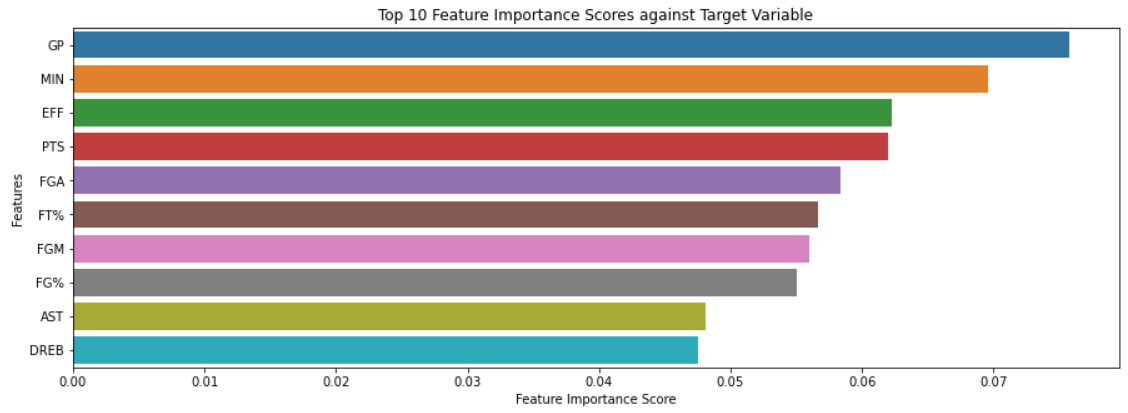 Top 10 Feature Importance Scores against Target Variable
Features
GP
MIN
EFF
PTS
FGA
FT%
FGM
FG%
AST
DREB
0.00 0.01 0.02 0.03 0.04 0.05 0.06 0.07
Feature Importance Score